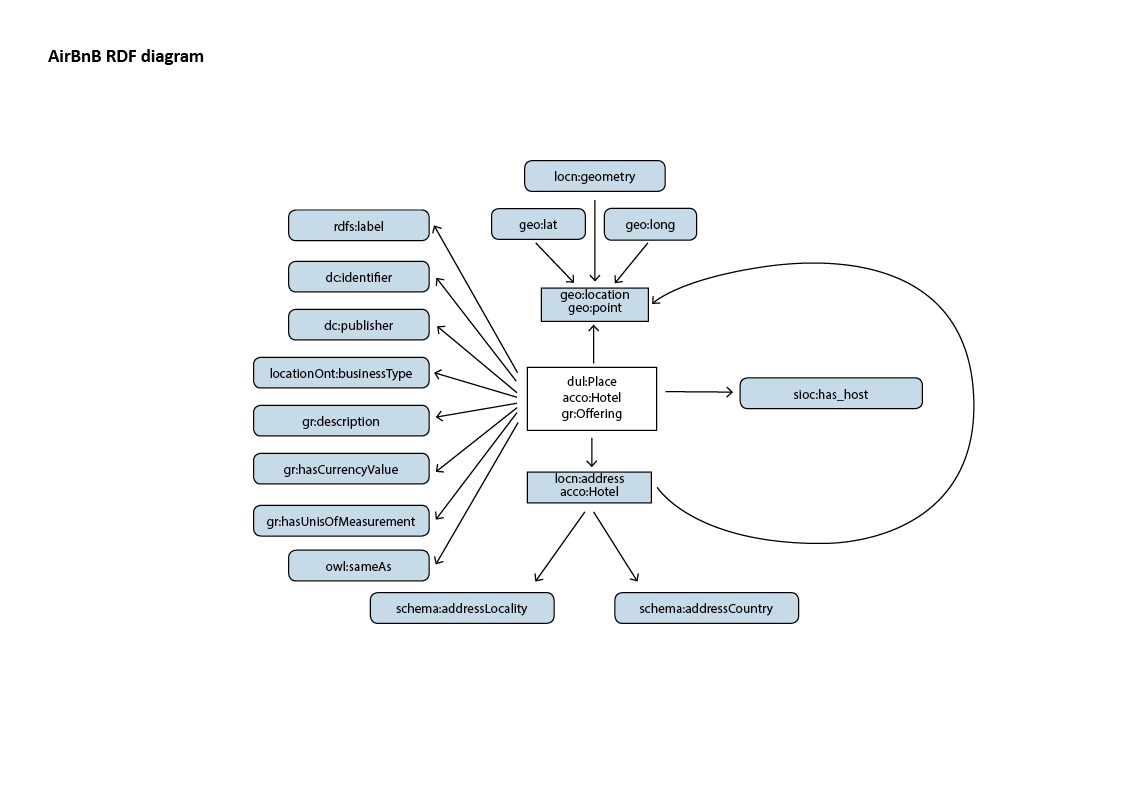 AirBnB RDF diagram
locn:geometry
geo:lat
geo:long
rdfs:label
dc:identifier
dc:publisher
locationOnt:businessType
gr:description
gr:hasCurrencyValue
gr:hasUnisOfMeasurement
owl:sameAs
geo:location
geo:point
dul:Place
acco:Hotel
gr:Offering
sioc:has_host
locn:address
acco:Hotel
schema:addressLocality
schema:addressCountry